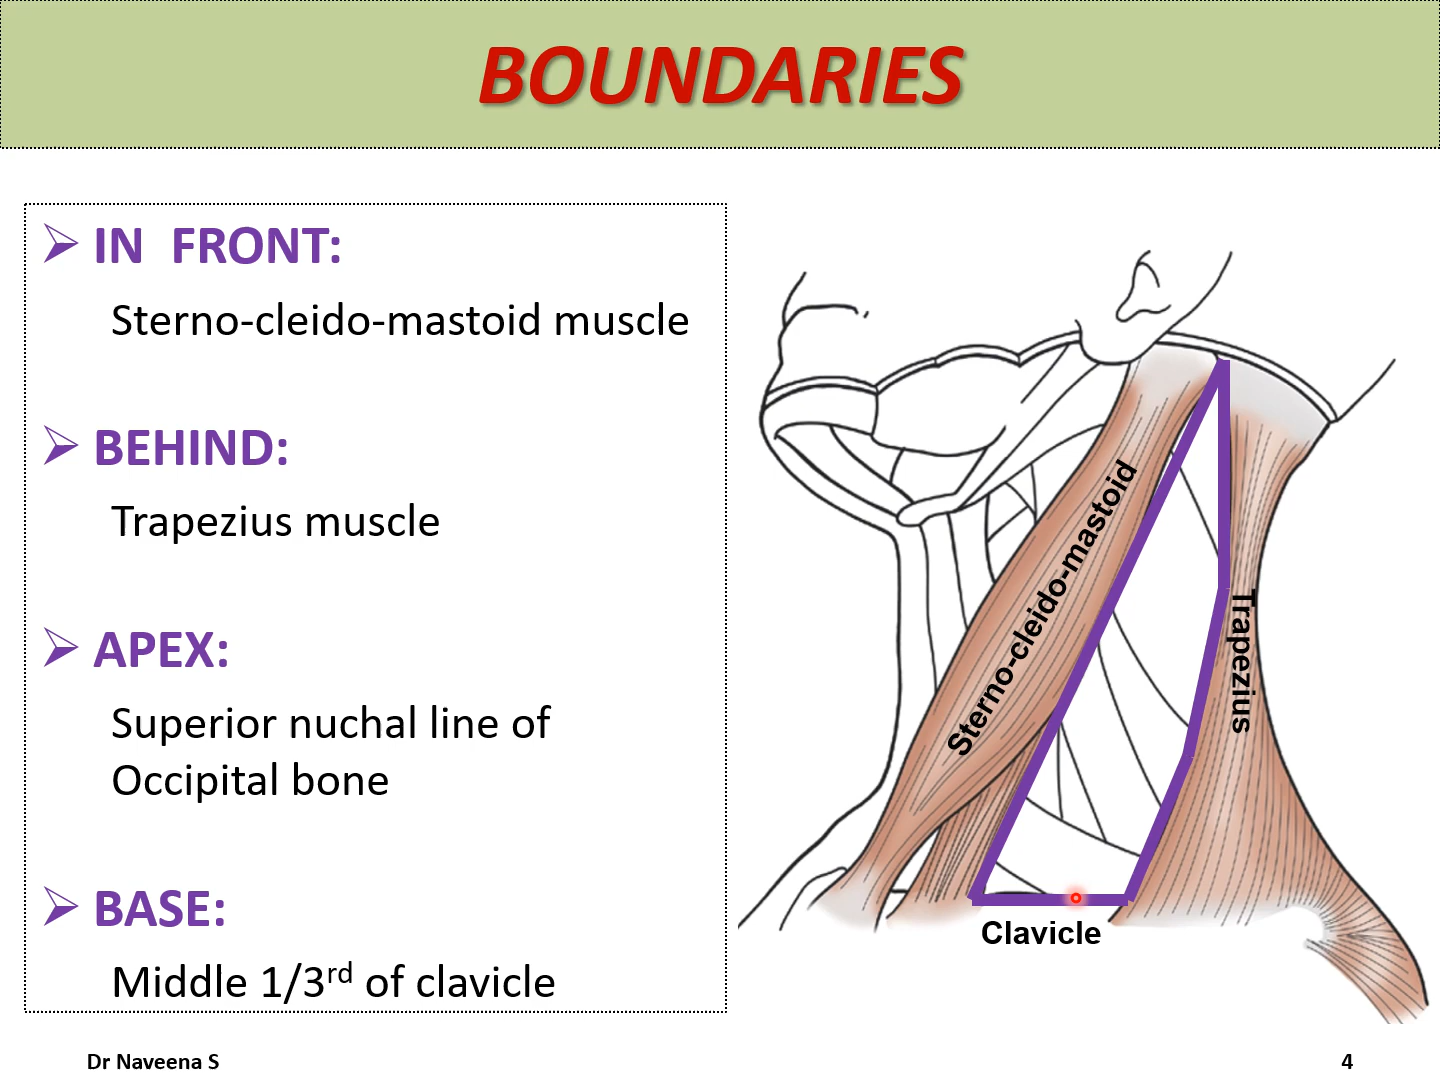 BOUNDARIES
➢ IN  FRONT:
Sterno-cleido-mastoid muscle
➢ BEHIND:
Trapezius muscle
➢ APEX:
Superior nuchal line of
Occipital bone
➢ BASE:
Middle 1/3rd of clavicle
Sterno-cleido-mastoid
Trapezius
Clavicle
Dr Naveena S
4